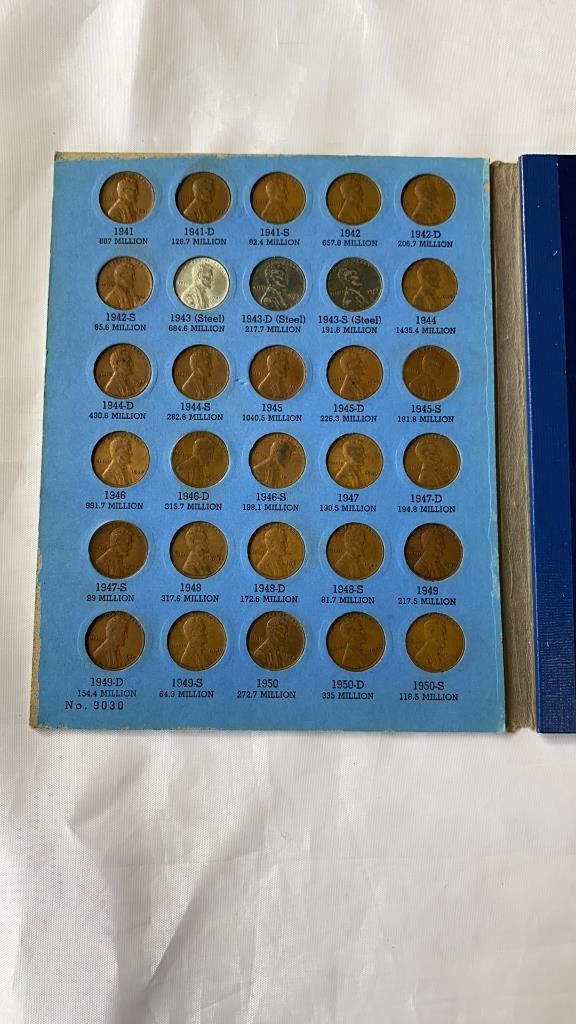 1941 1941-D 1941-S 1942 1942-D
887 MILLION 128.7 MILLION 92.4 MILLION 657.8 MILLION 206.7 MILLION
1942-S 1943 (Steel) 1943-D (Steel) 1943-S (Steel) 1944
85.6 MILLION 684.6 MILLION 217.7 MILLION 191.6 MILLION 1435.4 MILLION
1944-D 1944-S 1945 1945-D 1945-S
430.6 MILLION 282.8 MILLION 1040.5 MILLION 226.3 MILLION 181.8 MILLION
1946 1946-D 1946-S 1947 1947-D
991.7 MILLION 315.7 MILLION 198.1 MILLION 190.5 MILLION 194.8 MILLION
1947-S 1948 1948-D 1948-S 1949
99 MILLION 317.6 MILLION 172.6 MILLION 81.7 MILLION 217.5 MILLION
1949-D 1949-S 1950 1950-D 1950-S
154.4 MILLION 64.3 MILLION 272.7 MILLION 335 MILLION 118.5 MILLION
No. 9030